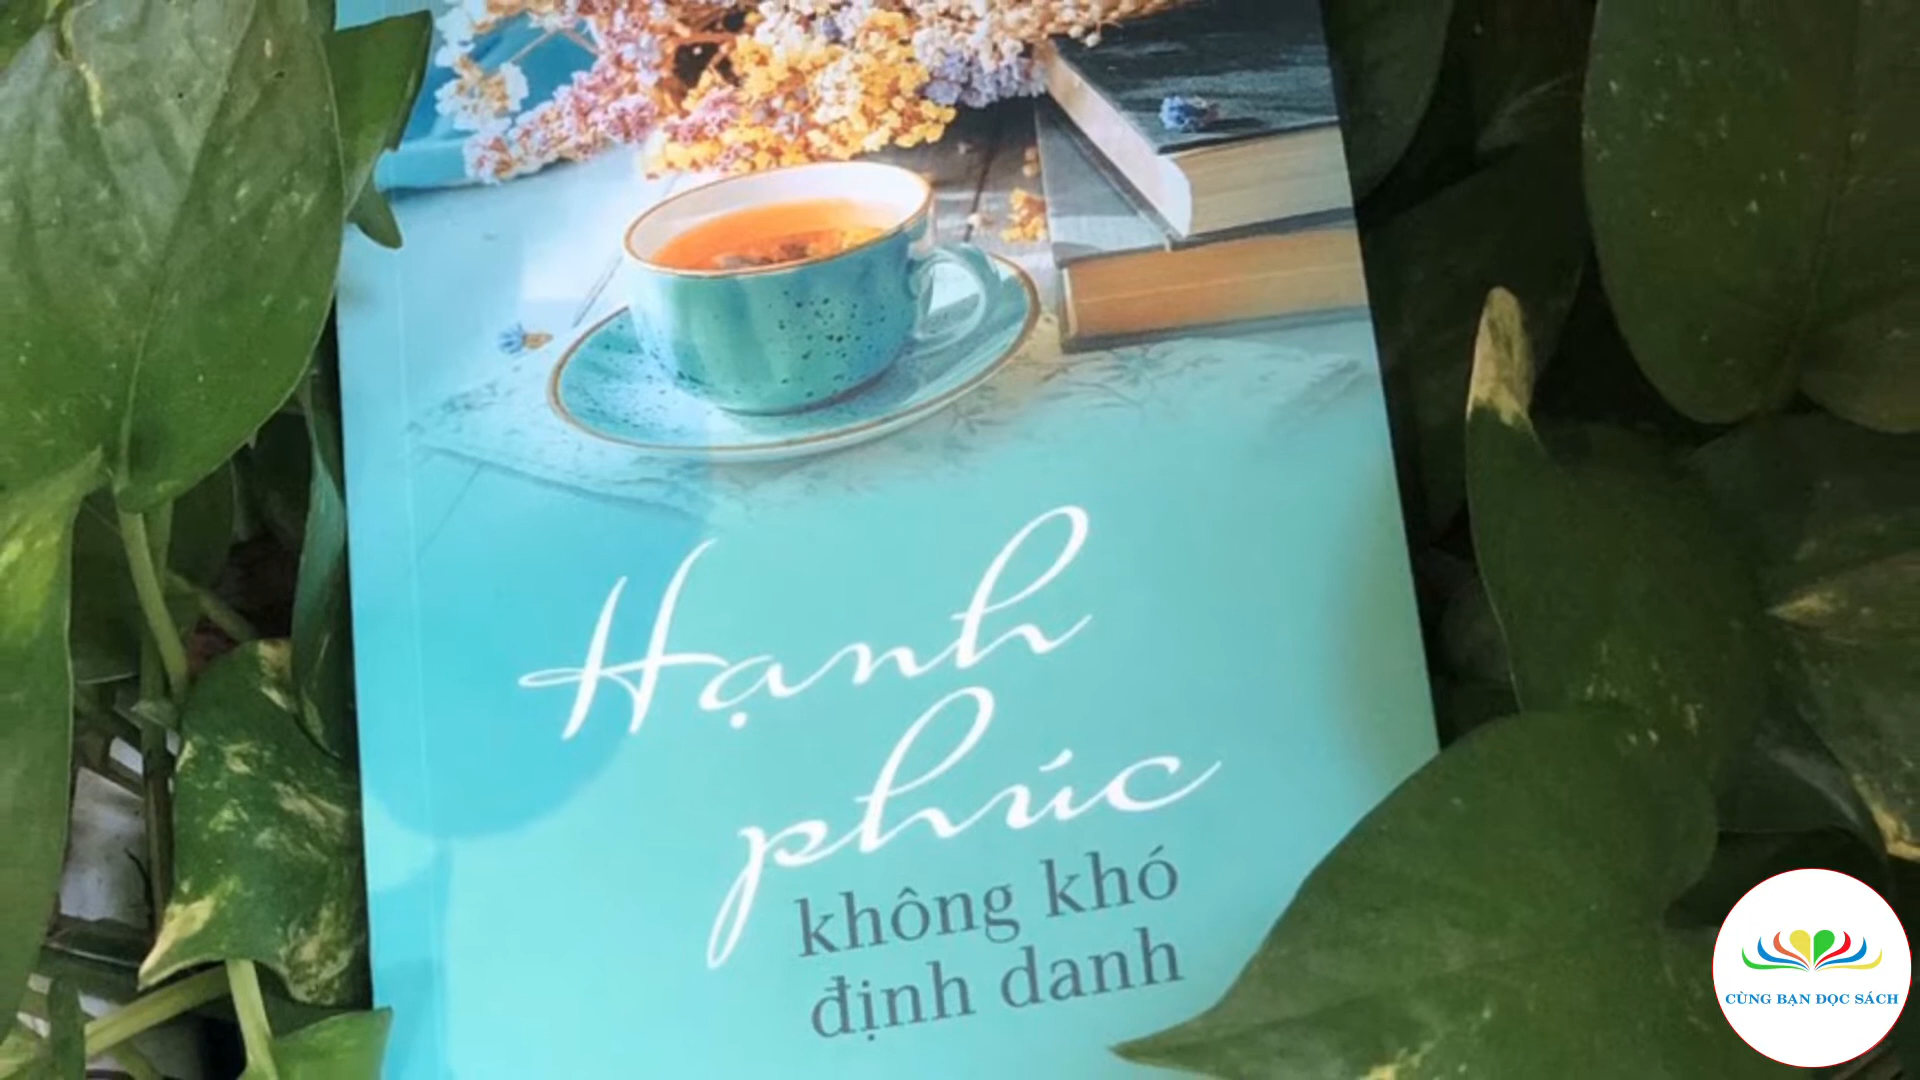 Hạnh
phúc
không khó
định danh
CÙNG BẠN ĐỌC SÁCH